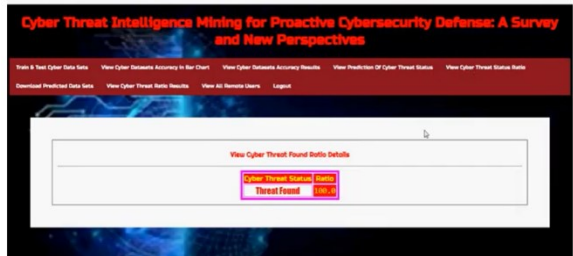 Cyber Threat Intelligence Mining for Proactive Cybersecurity Defense: A Survey
and New Perspectives
Train & Test Cyber Data Sets View Cyber Datasets Accuracy in Bar Chart View Cyber Datasets Accuracy Results View Prediction Of Cyber Threat Status View Cyber Threat Status Ratio
Download Predicted Data Sets View Cyber Threat Ratio Results View All Remote Users Logout
View Cyber Threat Found Ratio Details
Cyber Threat Status Ratio
Threat Found 100.0